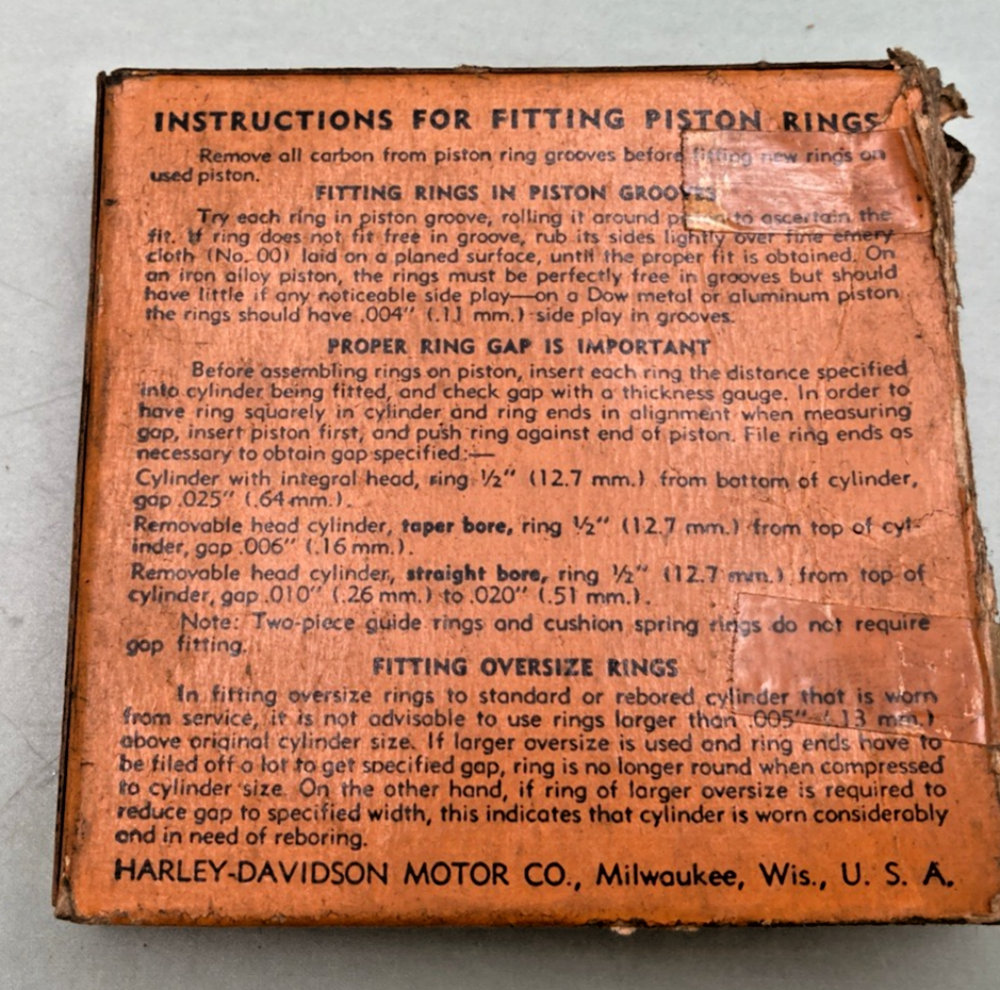 INSTRUCTIONS FOR FITTING PISTON RINGS
Remove all carbon from piston ring grooves before fitting new rings on
used piston.
FITTING RINGS IN PISTON GROOVES
Try each ring in piston groove, rolling it around piston to ascertain the
fit. If ring does not fit free in groove, rub its sides lightly over fine emery
cloth (No. 00) laid on a planed surface, until the proper fit is obtained. On
an iron alloy piston, the rings must be perfectly free in grooves but should
have little if any noticeable side play—on a Dow metal or aluminum piston
the rings should have .004" (.11 mm.) side play in grooves.
PROPER RING GAP IS IMPORTANT
Before assembling rings on piston, insert each ring the distance specified
into cylinder being fitted, and check gap with a thickness gauge. In order to
have ring squarely in cylinder and ring ends in alignment when measuring
gap, insert piston first, and push ring against end of piston. File ring ends as
necessary to obtain gap specified:—
Cylinder with integral head, ring ½" (12.7 mm.) from bottom of cylinder,
gap .025" (.64 mm.).
Removable head cylinder, taper bore, ring ½" (12.7 mm.) from top of cyl-
inder, gap .006" (.16 mm.).
Removable head cylinder, straight bore, ring ½" (12.7 mm.) from top of
cylinder, gap .010" (.26 mm.) to .020" (.51 mm.).
Note: Two-piece guide rings and cushion spring rings do not require
gap fitting.
FITTING OVERSIZE RINGS
In fitting oversize rings to standard or rebored cylinder that is worn
from service, it is not advisable to use rings larger than .005" (.13 mm.)
above original cylinder size. If larger oversize is used and ring ends have to
be filed off a lot to get specified gap, ring is no longer round when compressed
to cylinder size. On the other hand, if ring of larger oversize is required to
reduce gap to specified width, this indicates that cylinder is worn considerably
and in need of reboring.
HARLEY-DAVIDSON MOTOR CO., Milwaukee, Wis., U. S. A.